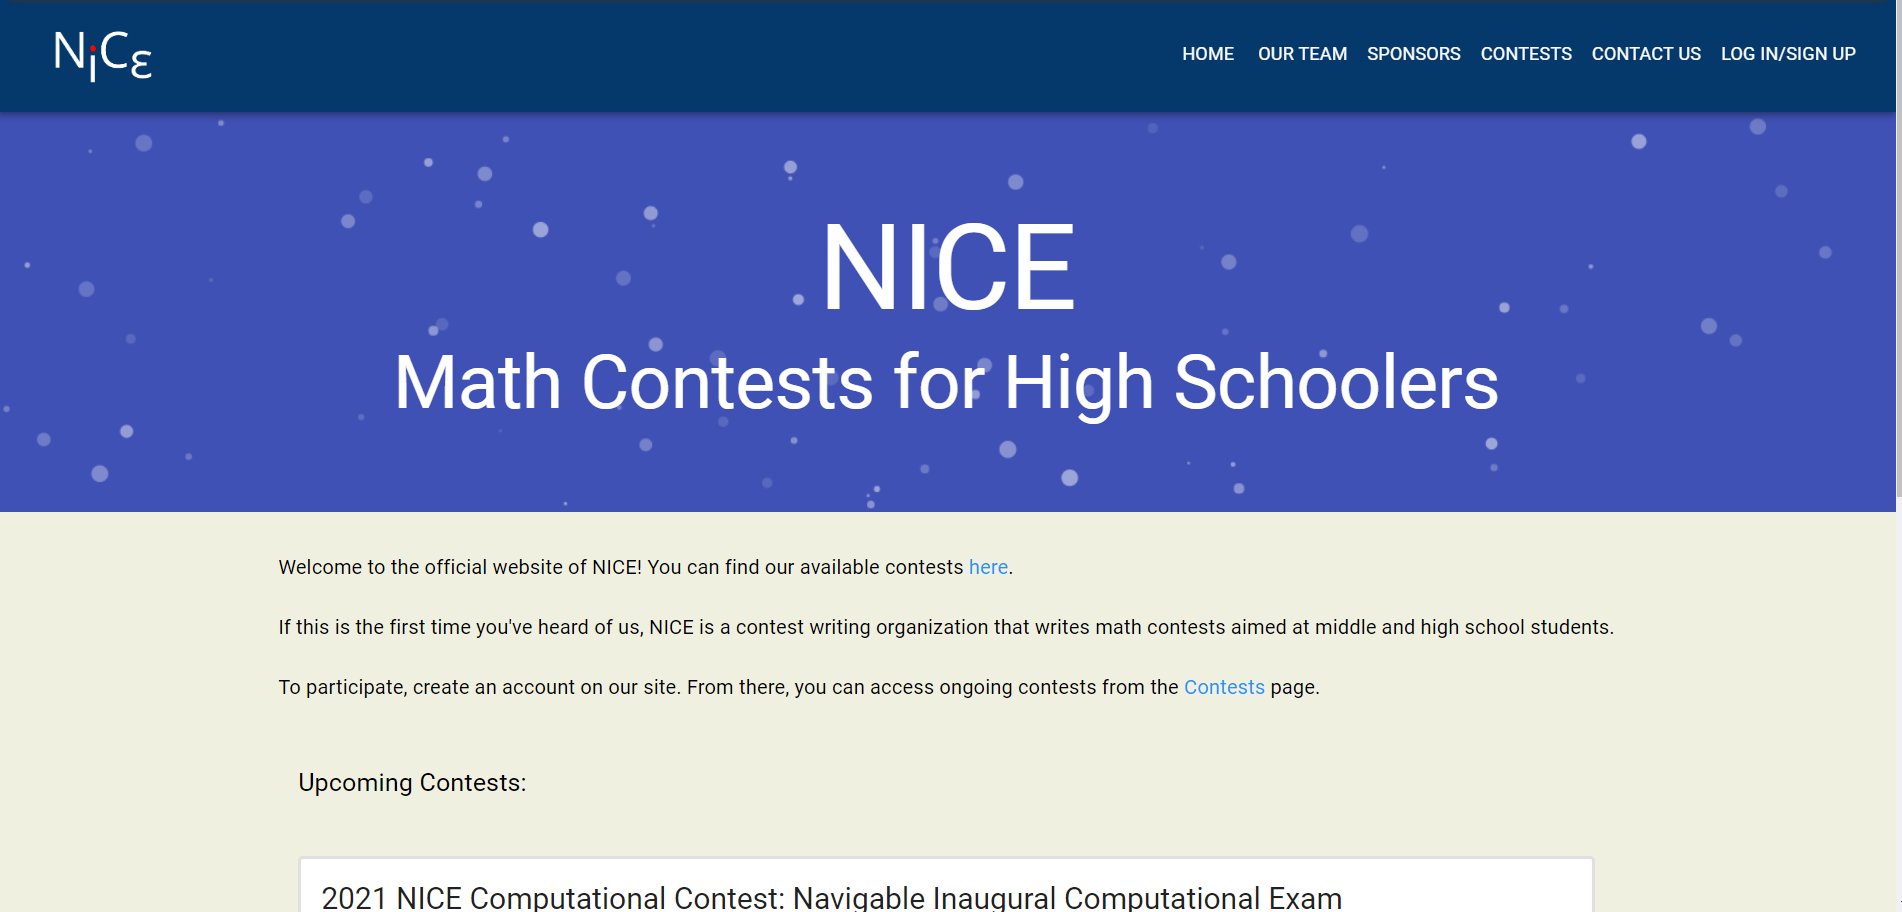 NiCε
HOME OUR TEAM SPONSORS CONTESTS CONTACT US LOG IN/SIGN UP
NICE
Math Contests for High Schoolers
Welcome to the official website of NICE! You can find our available contests here.
If this is the first time you've heard of us, NICE is a contest writing organization that writes math contests aimed at middle and high school students.
To participate, create an account on our site. From there, you can access ongoing contests from the Contests page.
Upcoming Contests:
2021 NICE Computational Contest: Navigable Inaugural Computational Exam